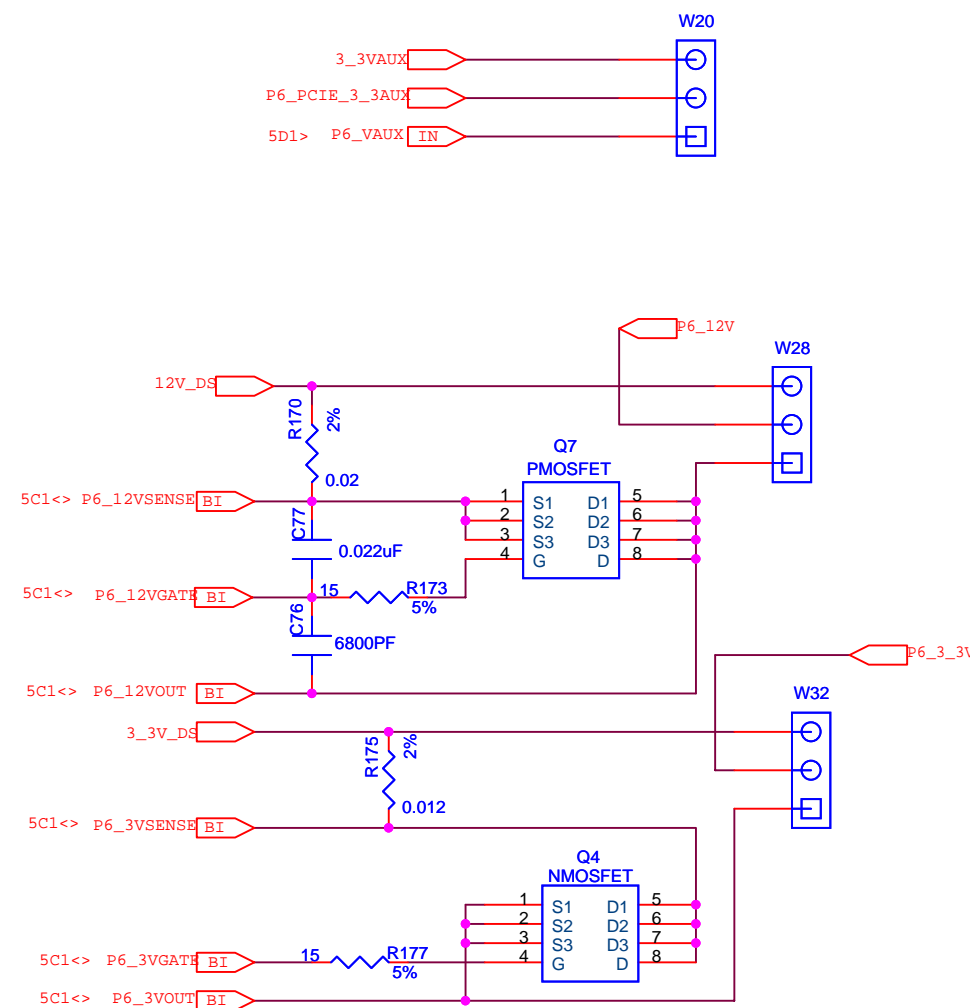 W20
3_3VAUX
P6_PCIE_3_3AUX
5D1> P6_VAUX IN
P6_12V
W28
12V_DS
R170
2%
0.02
Q7
PMOSFET
5C1<> P6_12VSENSE BI
1 S1 D1 5
2 S2 D2 6
3 S3 D3 7
4 G D 8
C77
0.022uF
5C1<> P6_12VGATE BI
15 R173
5%
C76
6800PF
P6_3_3V
5C1<> P6_12VOUT BI
W32
3_3V_DS
R175
2%
0.012
5C1<> P6_3VSENSE BI
Q4
NMOSFET
1 S1 D1 5
2 S2 D2 6
3 S3 D3 7
4 G D 8
5C1<> P6_3VGATE BI
15 R177
5%
5C1<> P6_3VOUT BI